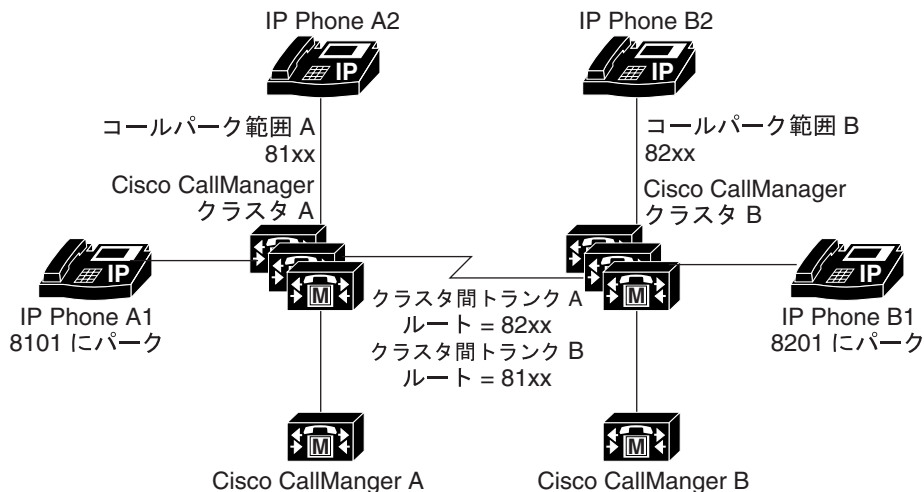 IP Phone A2
IP Phone B2
IP
IP
コールパーク範囲 A
81xx
コールパーク範囲 B
82xx
Cisco CallManager
クラスタ A
Cisco CallManager
クラスタ B
IP
M
M
IP
IP Phone A1
8101 にパーク
クラスタ間トランク A
ルート = 82xx
クラスタ間トランク B
ルート = 81xx
IP Phone B1
8201 にパーク
M
M
Cisco CallManger A
Cisco CallManger B